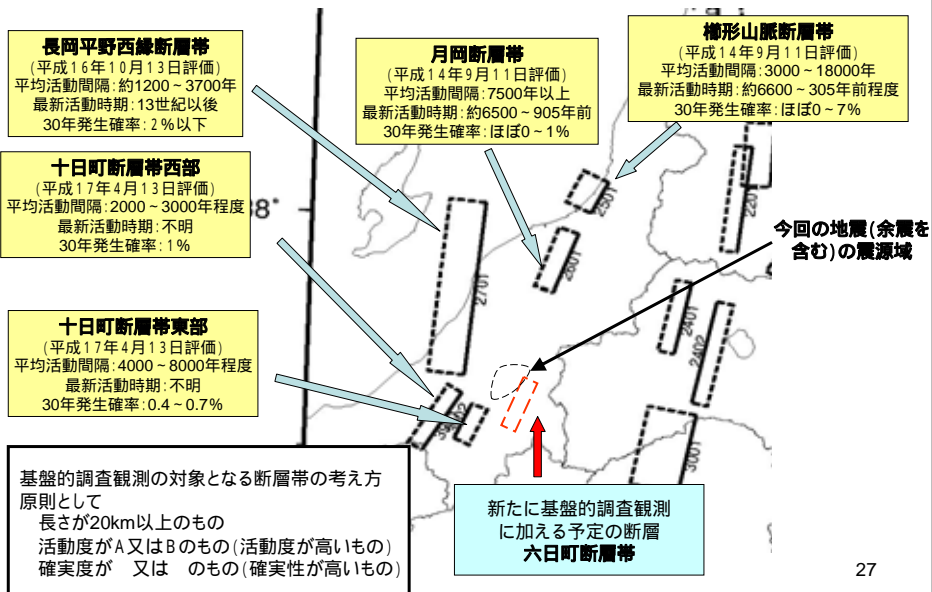 長岡平野西縁断層帯
(平成16年10月13日評価)
平均活動間隔:約1200~3700年
最新活動時期:13世紀以後
30年発生確率:2%以下
月岡断層帯
(平成14年9月11日評価)
平均活動間隔:7500年以上
最新活動時期:約6500~905年前
30年発生確率:ほぼ0~1%
櫛形山脈断層帯
(平成14年9月11日評価)
平均活動間隔:3000~18000年
最新活動時期:約6600~305年前程度
30年発生確率:ほぼ0~7%
十日町断層帯西部
(平成17年4月13日評価)
平均活動間隔:2000~3000年程度
最新活動時期:不明
30年発生確率:1%
8°
2501
2601
2701
2201
2401
2402
3001
今回の地震(余震を
含む)の震源域
十日町断層帯東部
(平成17年4月13日評価)
平均活動間隔:4000~8000年程度
最新活動時期:不明
30年発生確率:0.4~0.7%
基盤的調査観測の対象となる断層帯の考え方
原則として
長さが20km以上のもの
活動度がA又はBのもの(活動度が高いもの)
確実度が 又は のもの(確実性が高いもの)
新たに基盤的調査観測
に加える予定の断層
六日町断層帯
27